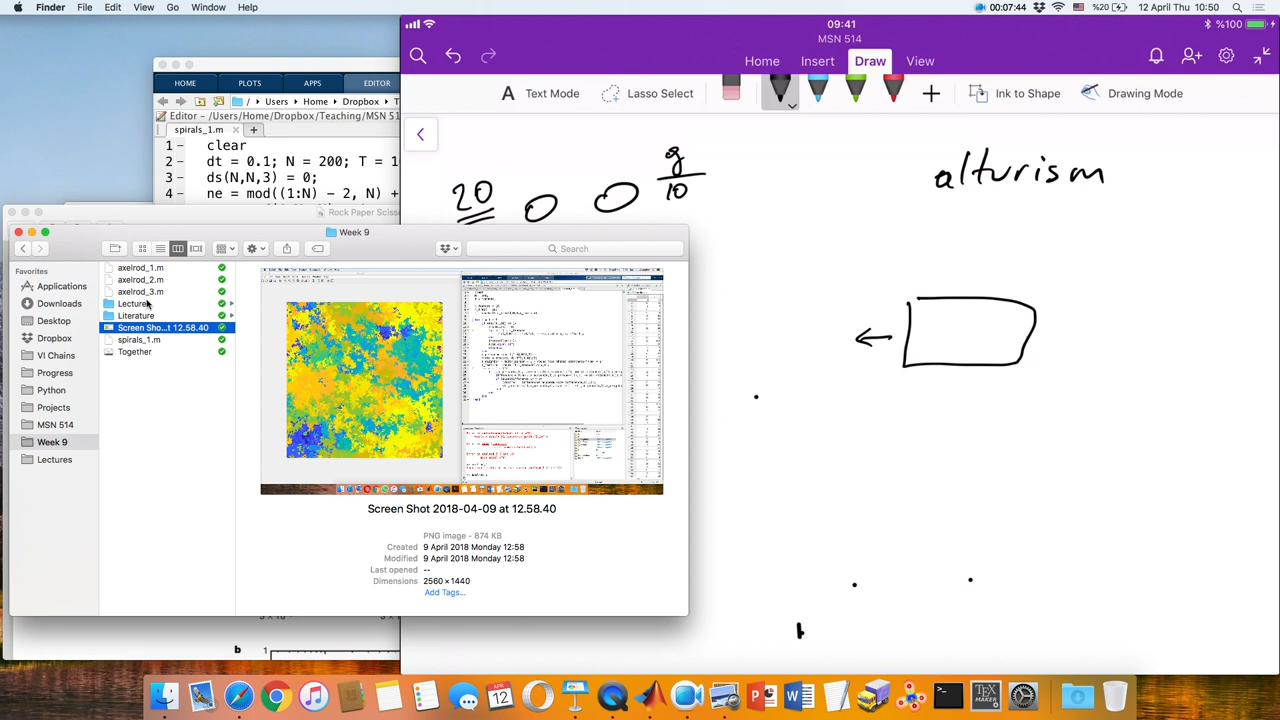 Finder File Edit View Go Window Help
00:07:44 %20 12 April Thu 10:50
09:41
MSN 514
%100
Home Insert Draw View
Text Mode Lasso Select Ink to Shape Drawing Mode
HOME PLOTS APPS EDITOR
/ Users Home Dropbox T
Editor - /Users/Home/Dropbox/Teaching/MSN 51
spirals_1.m
1 clear
2 dt = 0.1; N = 200; T = 1
3 ds(N,N,3) = 0;
4 ne = mod((1:N) - 2, N) +
Rock Paper Scisso
20
g
10
alturism
Week 9
Search
Favorites
Applications
Downloads
Desktop
Dropbox
VI Chains
Progress
Python
Projects
MSN 514
Week 9
Lectures
axelrod_1.m
axelrod_2.m
axelrod_3.m
Lecture
Literature
Screen Sho...t 12.58.40
spirals_1.m
Together
Screen Shot 2018-04-09 at 12.58.40
PNG image - 874 KB
Created 9 April 2018 Monday 12:58
Modified 9 April 2018 Monday 12:58
Last opened --
Dimensions 2560×1440
Add Tags...
b 1